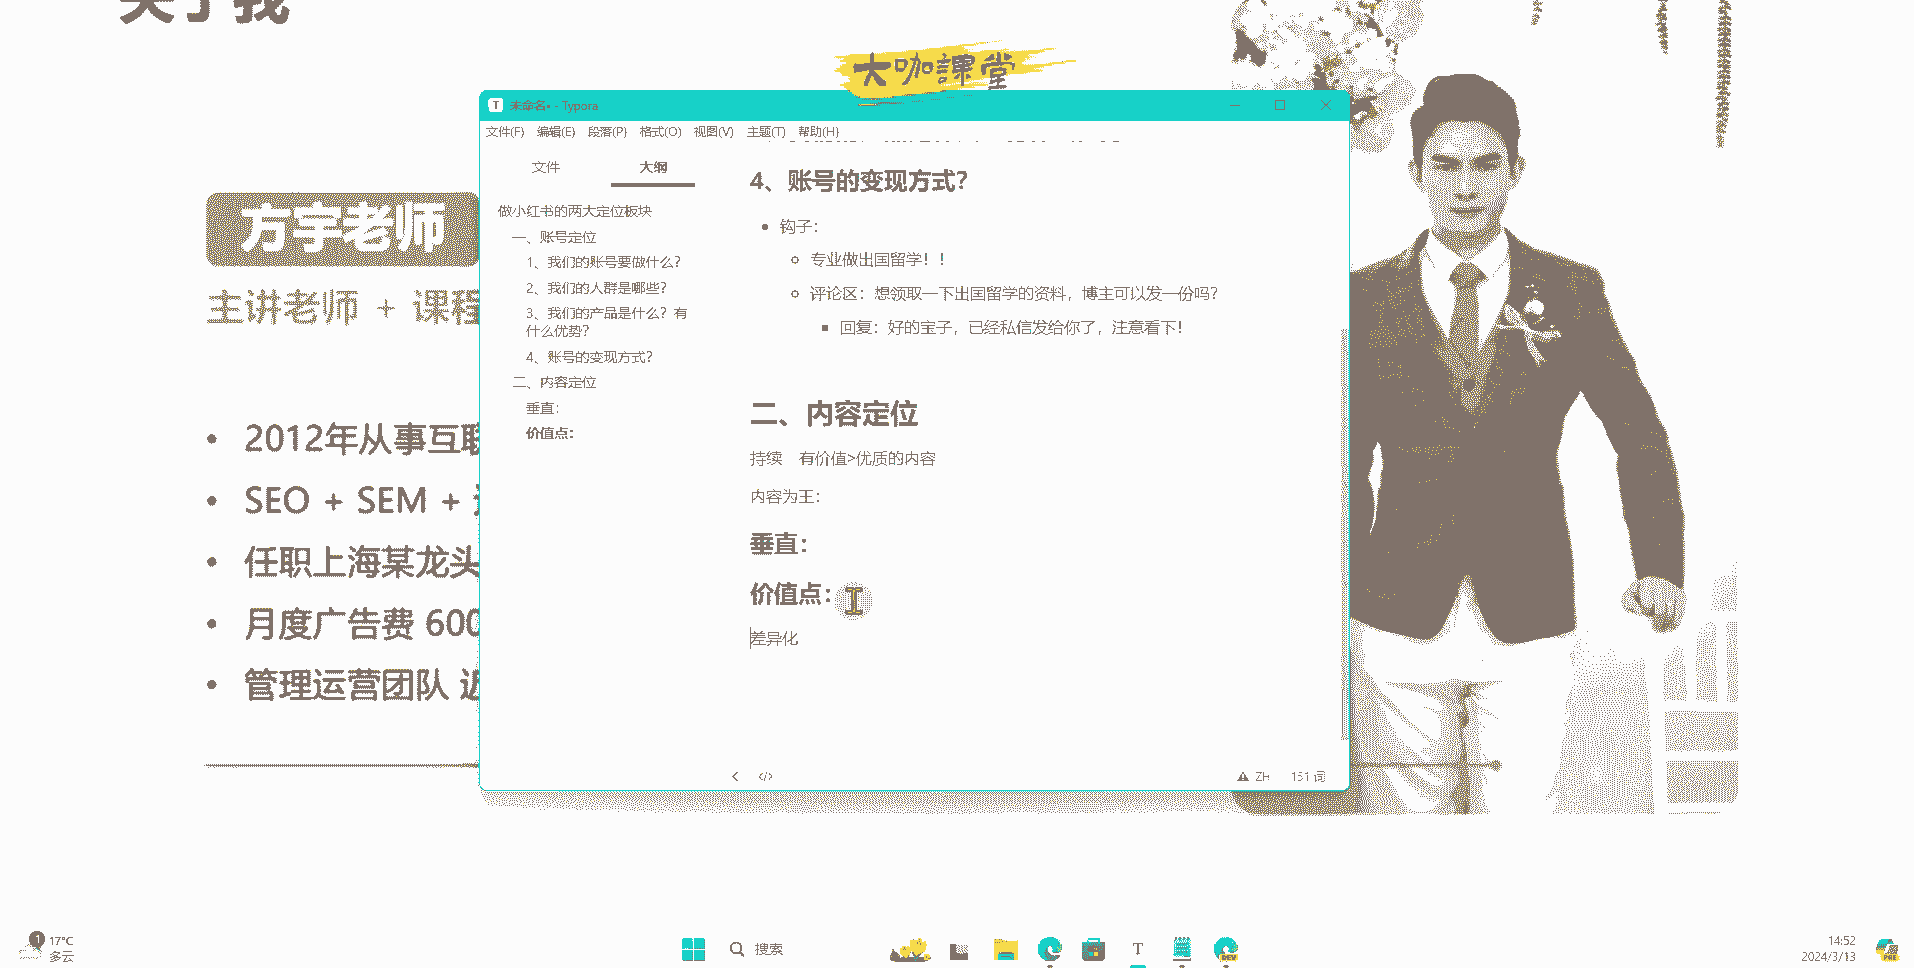 关于我
大咖課堂
未命名• - Typora
文件(F) 编辑(E) 段落(P) 格式(O) 视图(V) 主题(T) 帮助(H)
文件 大纲
做小红书的两大定位板块
一、账号定位
1、我们的账号要做什么？
2、我们的人群是哪些？
3、我们的产品是什么？有
什么优势？
4、账号的变现方式？
二、内容定位
垂直：
价值点：
4、账号的变现方式？
钩子：
专业做出国留学！！
评论区：想领取一下出国留学的资料，博主可以发一份吗？
回复：好的宝子，已经私信发给你了，注意看下！
二、内容定位
持续 有价值>优质的内容
内容为王：
垂直：
价值点：
差异化
ZH 151 词
方宇老师
主讲老师 + 课程
2012年从事互联
SEO + SEM +
任职上海某龙头
月度广告费 600
管理运营团队 近
1 17°C
多云
搜索
T
DEV
14:52
2024/3/13
PRE